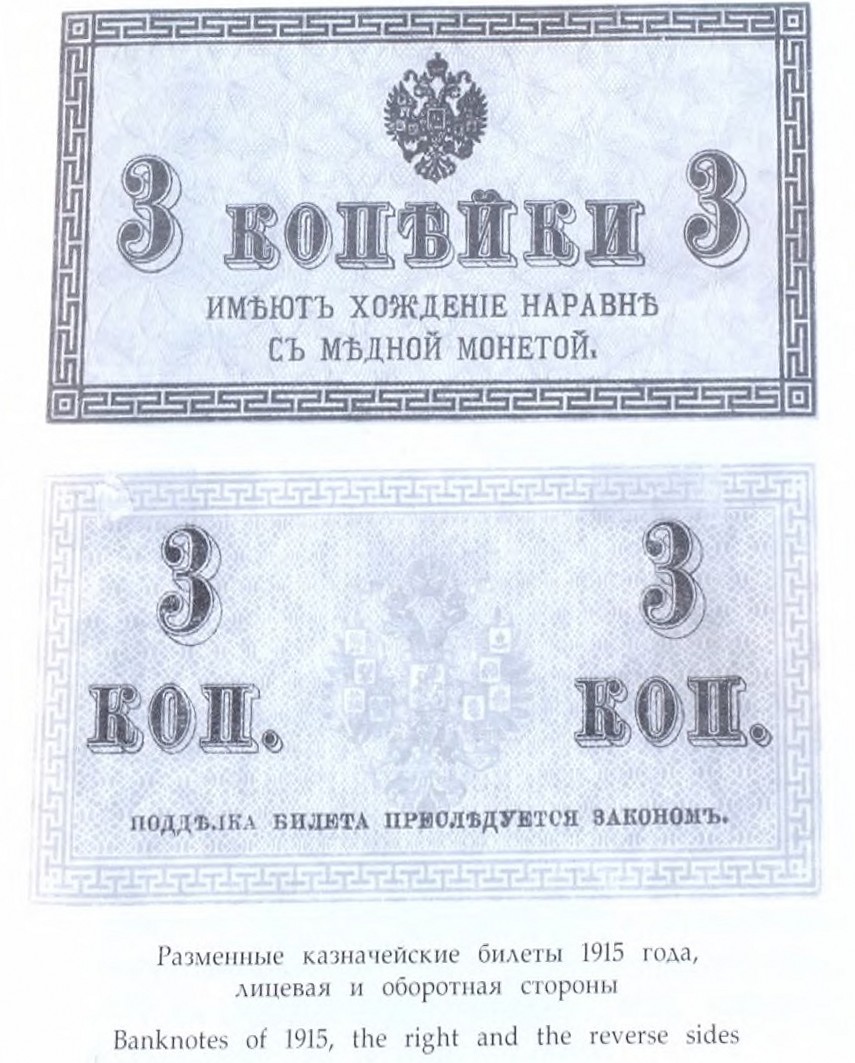 3 КОПѢЙКИ 3
ИМѢЮТЪ ХОЖДЕНІЕ НАРАВНѢ
СЪ МѢДНОЙ МОНЕТОЙ.
3 3
КОП. КОП.
ПОДДѢЛКА БИЛЕТА ПРЕСЛѢДУЕТСЯ ЗАКОНОМЪ.
Разменные казначейские билеты 1915 года,
лицевая и оборотная стороны
Banknotes of 1915, the right and the reverse sides